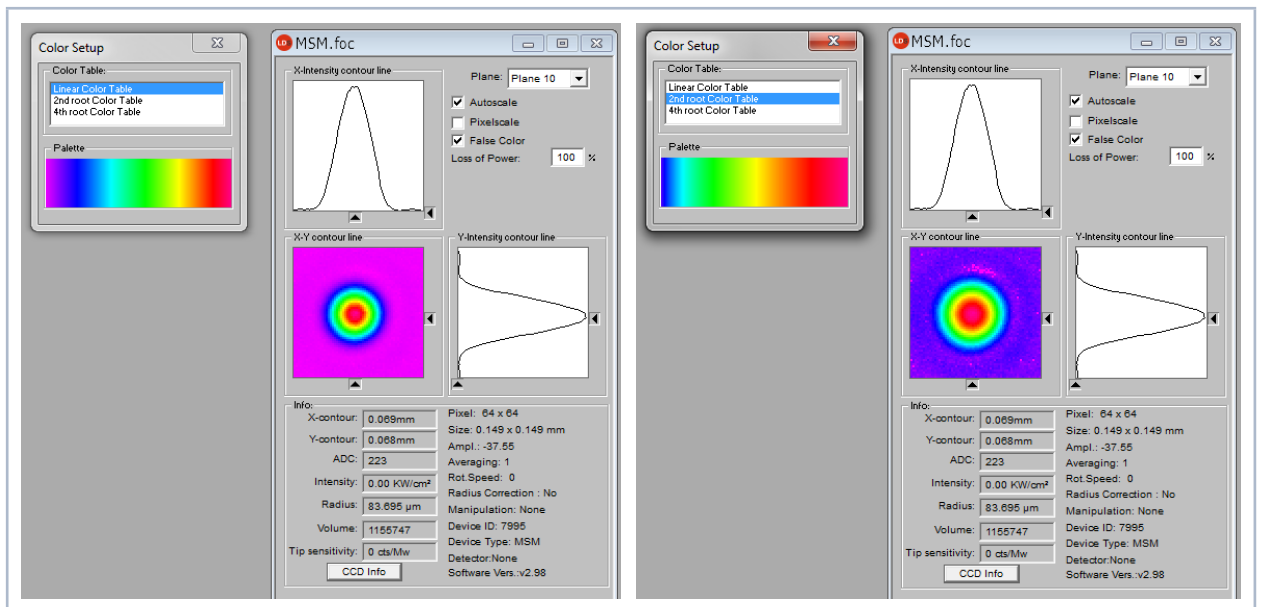 Color Setup
Color Table:
Linear Color Table
2nd root Color Table
4th root Color Table
Palette
LD MSM.foc
X-Intensity contour line
Plane: Plane 10
Autoscale
Pixelscale
False Color
Loss of Power: 100 %
X-Y contour line
Y-Intensity contour line
Info:
X-contour: 0.069mm
Y-contour: 0.068mm
ADC: 223
Intensity: 0.00 KW/cm²
Radius: 83.695 µm
Volume: 1155747
Tip sensitivity: 0 cts/Mw
CCD Info
Pixel: 64 x 64
Size: 0.149 x 0.149 mm
Ampl.: -37.55
Averaging: 1
Rot.Speed: 0
Radius Correction : No
Manipulation: None
Device ID: 7995
Device Type: MSM
Detector:None
Software Vers.:v2.98
Color Setup
Color Table:
Linear Color Table
2nd root Color Table
4th root Color Table
Palette
LD MSM.foc
X-Intensity contour line
Plane: Plane 10
Autoscale
Pixelscale
False Color
Loss of Power: 100 %
X-Y contour line
Y-Intensity contour line
Info:
X-contour: 0.069mm
Y-contour: 0.068mm
ADC: 223
Intensity: 0.00 KW/cm²
Radius: 83.695 µm
Volume: 1155747
Tip sensitivity: 0 cts/Mw
CCD Info
Pixel: 64 x 64
Size: 0.149 x 0.149 mm
Ampl.: -37.55
Averaging: 1
Rot.Speed: 0
Radius Correction : No
Manipulation: None
Device ID: 7995
Device Type: MSM
Detector:None
Software Vers.:v2.98